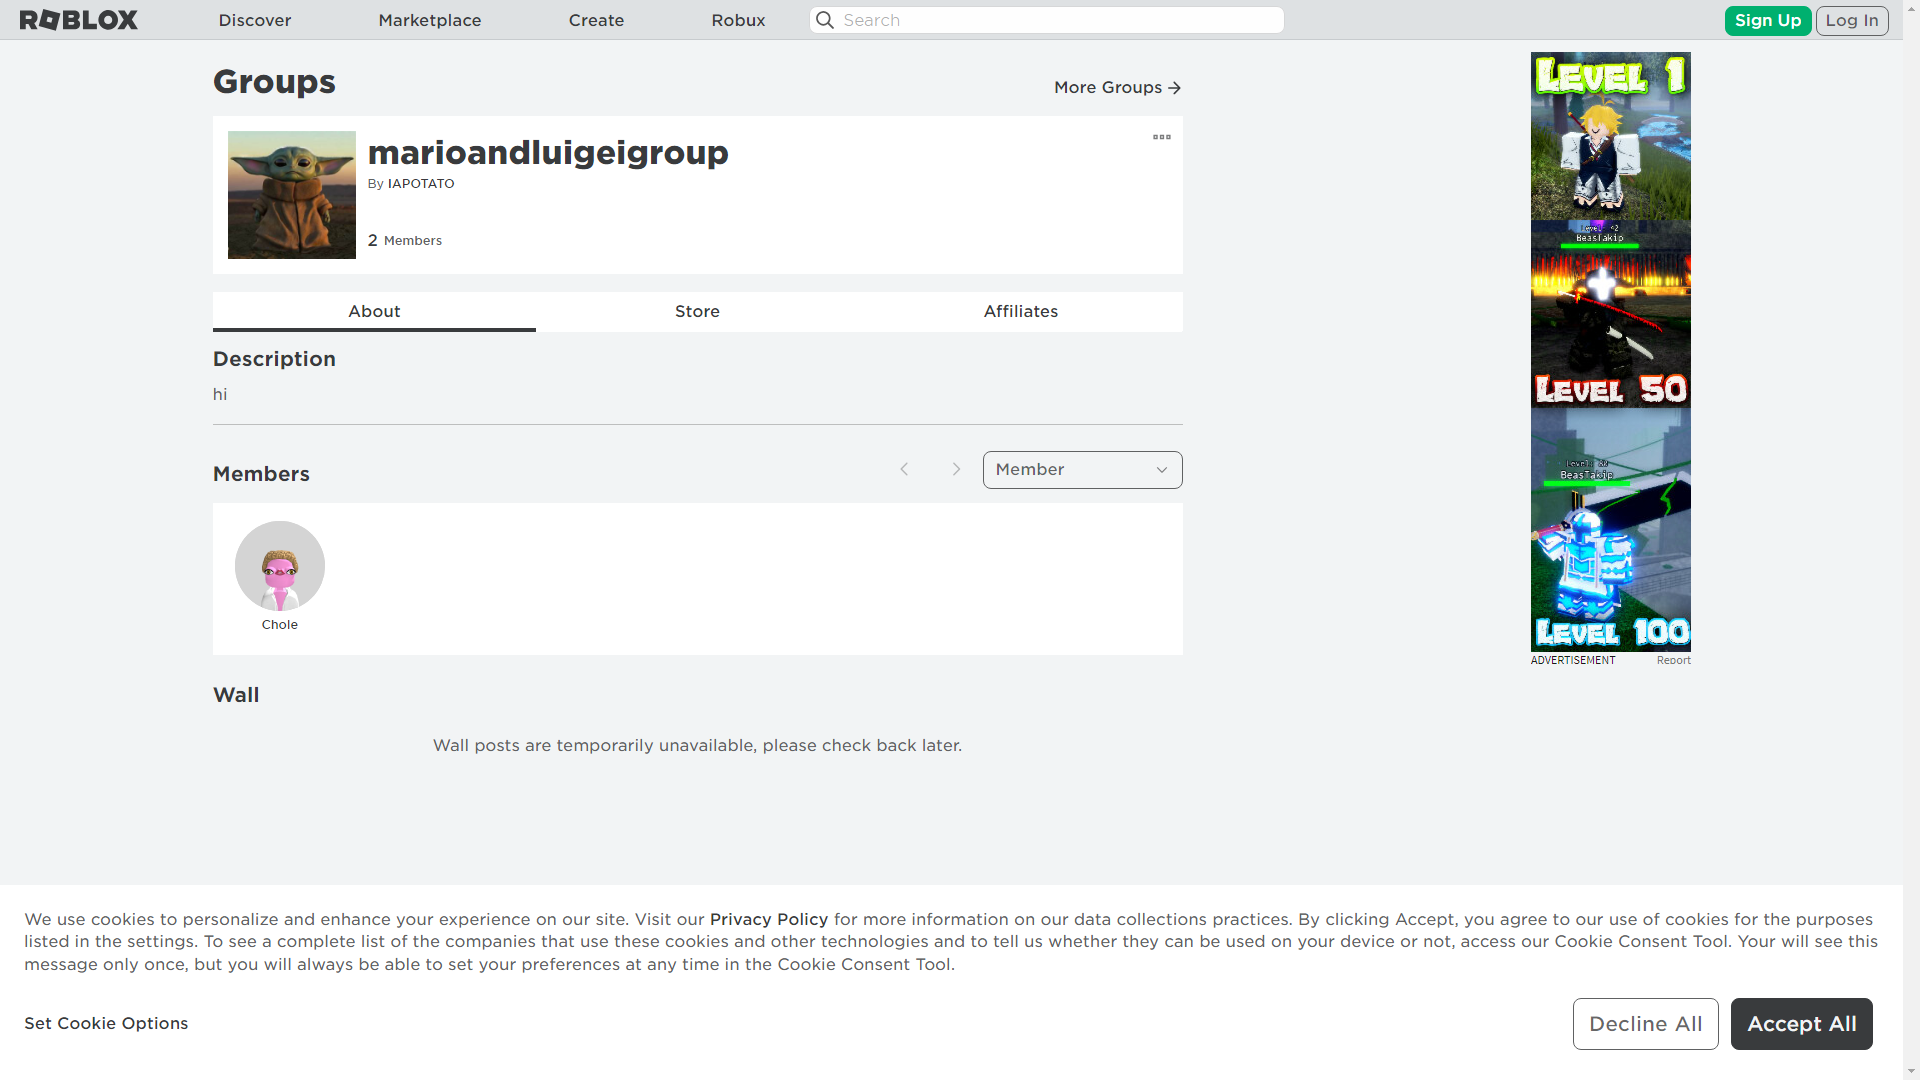 ROBLOX
Discover
Marketplace
Create
Robux
Search
Sign Up
Log In
Groups
More Groups
marioandluigeigroup
By IAPOTATO
2 Members
About
Store
Affiliates
Description
hi
Members
Member
Chole
Wall
Wall posts are temporarily unavailable, please check back later.
LEVEL 1
BeasTakip
LEVEL 50
BeasTakip
LEVEL 100
ADVERTISEMENT
Report
We use cookies to personalize and enhance your experience on our site. Visit our Privacy Policy for more information on our data collections practices. By clicking Accept, you agree to our use of cookies for the purposes
listed in the settings. To see a complete list of the companies that use these cookies and other technologies and to tell us whether they can be used on your device or not, access our Cookie Consent Tool. Your will see this
message only once, but you will always be able to set your preferences at any time in the Cookie Consent Tool.
Set Cookie Options
Decline All
Accept All